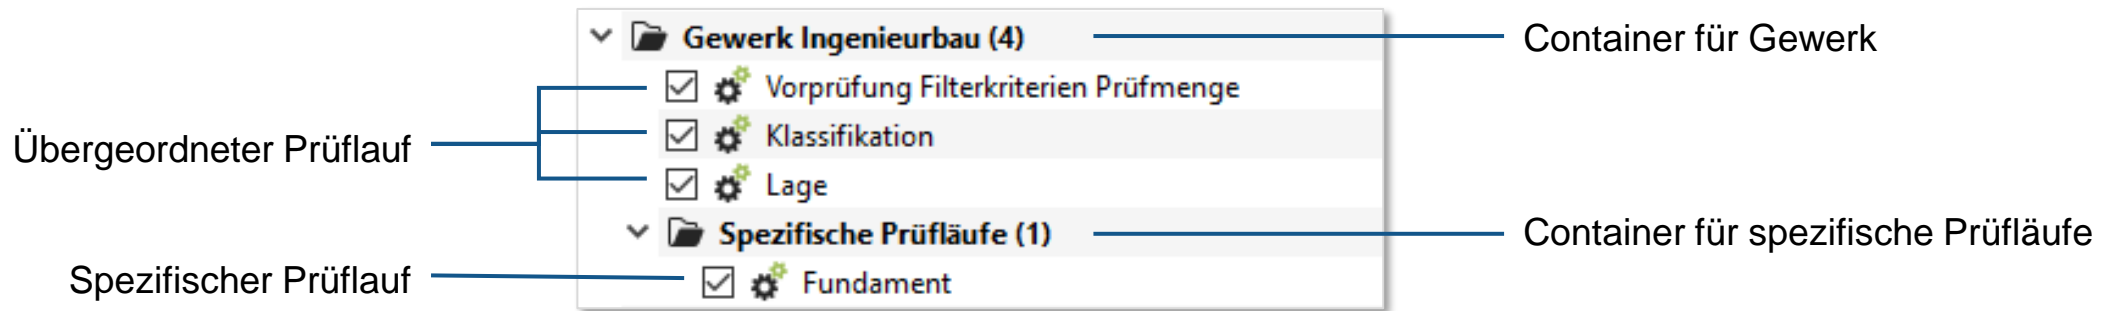 Gewerk Ingenieurbau (4)
Container für Gewerk
Vorprüfung Filterkriterien Prüfmenge
Übergeordneter Prüflauf
Klassifikation
Lage
Spezifische Prüfläufe (1)
Container für spezifische Prüfläufe
Spezifischer Prüflauf
Fundament